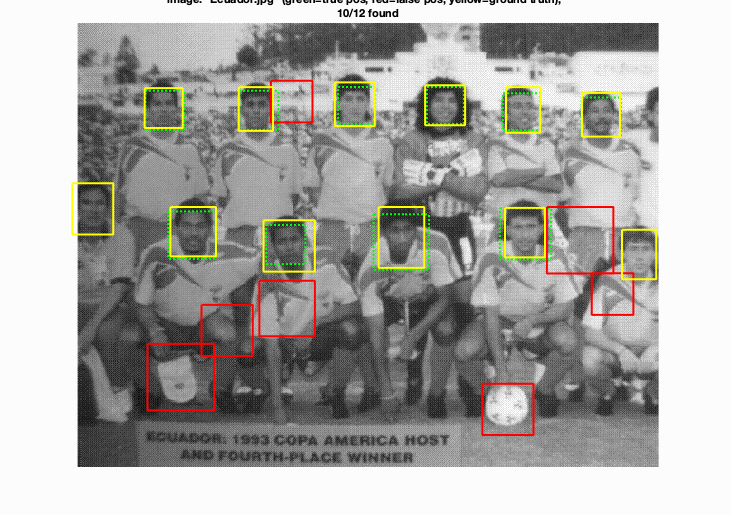 image: "Ecuador.jpg" (green=true pos, red=false pos, yellow=ground truth),
10/12 found
ECUADOR: 1993 COPA AMERICA HOST
AND FOURTH-PLACE WINNER